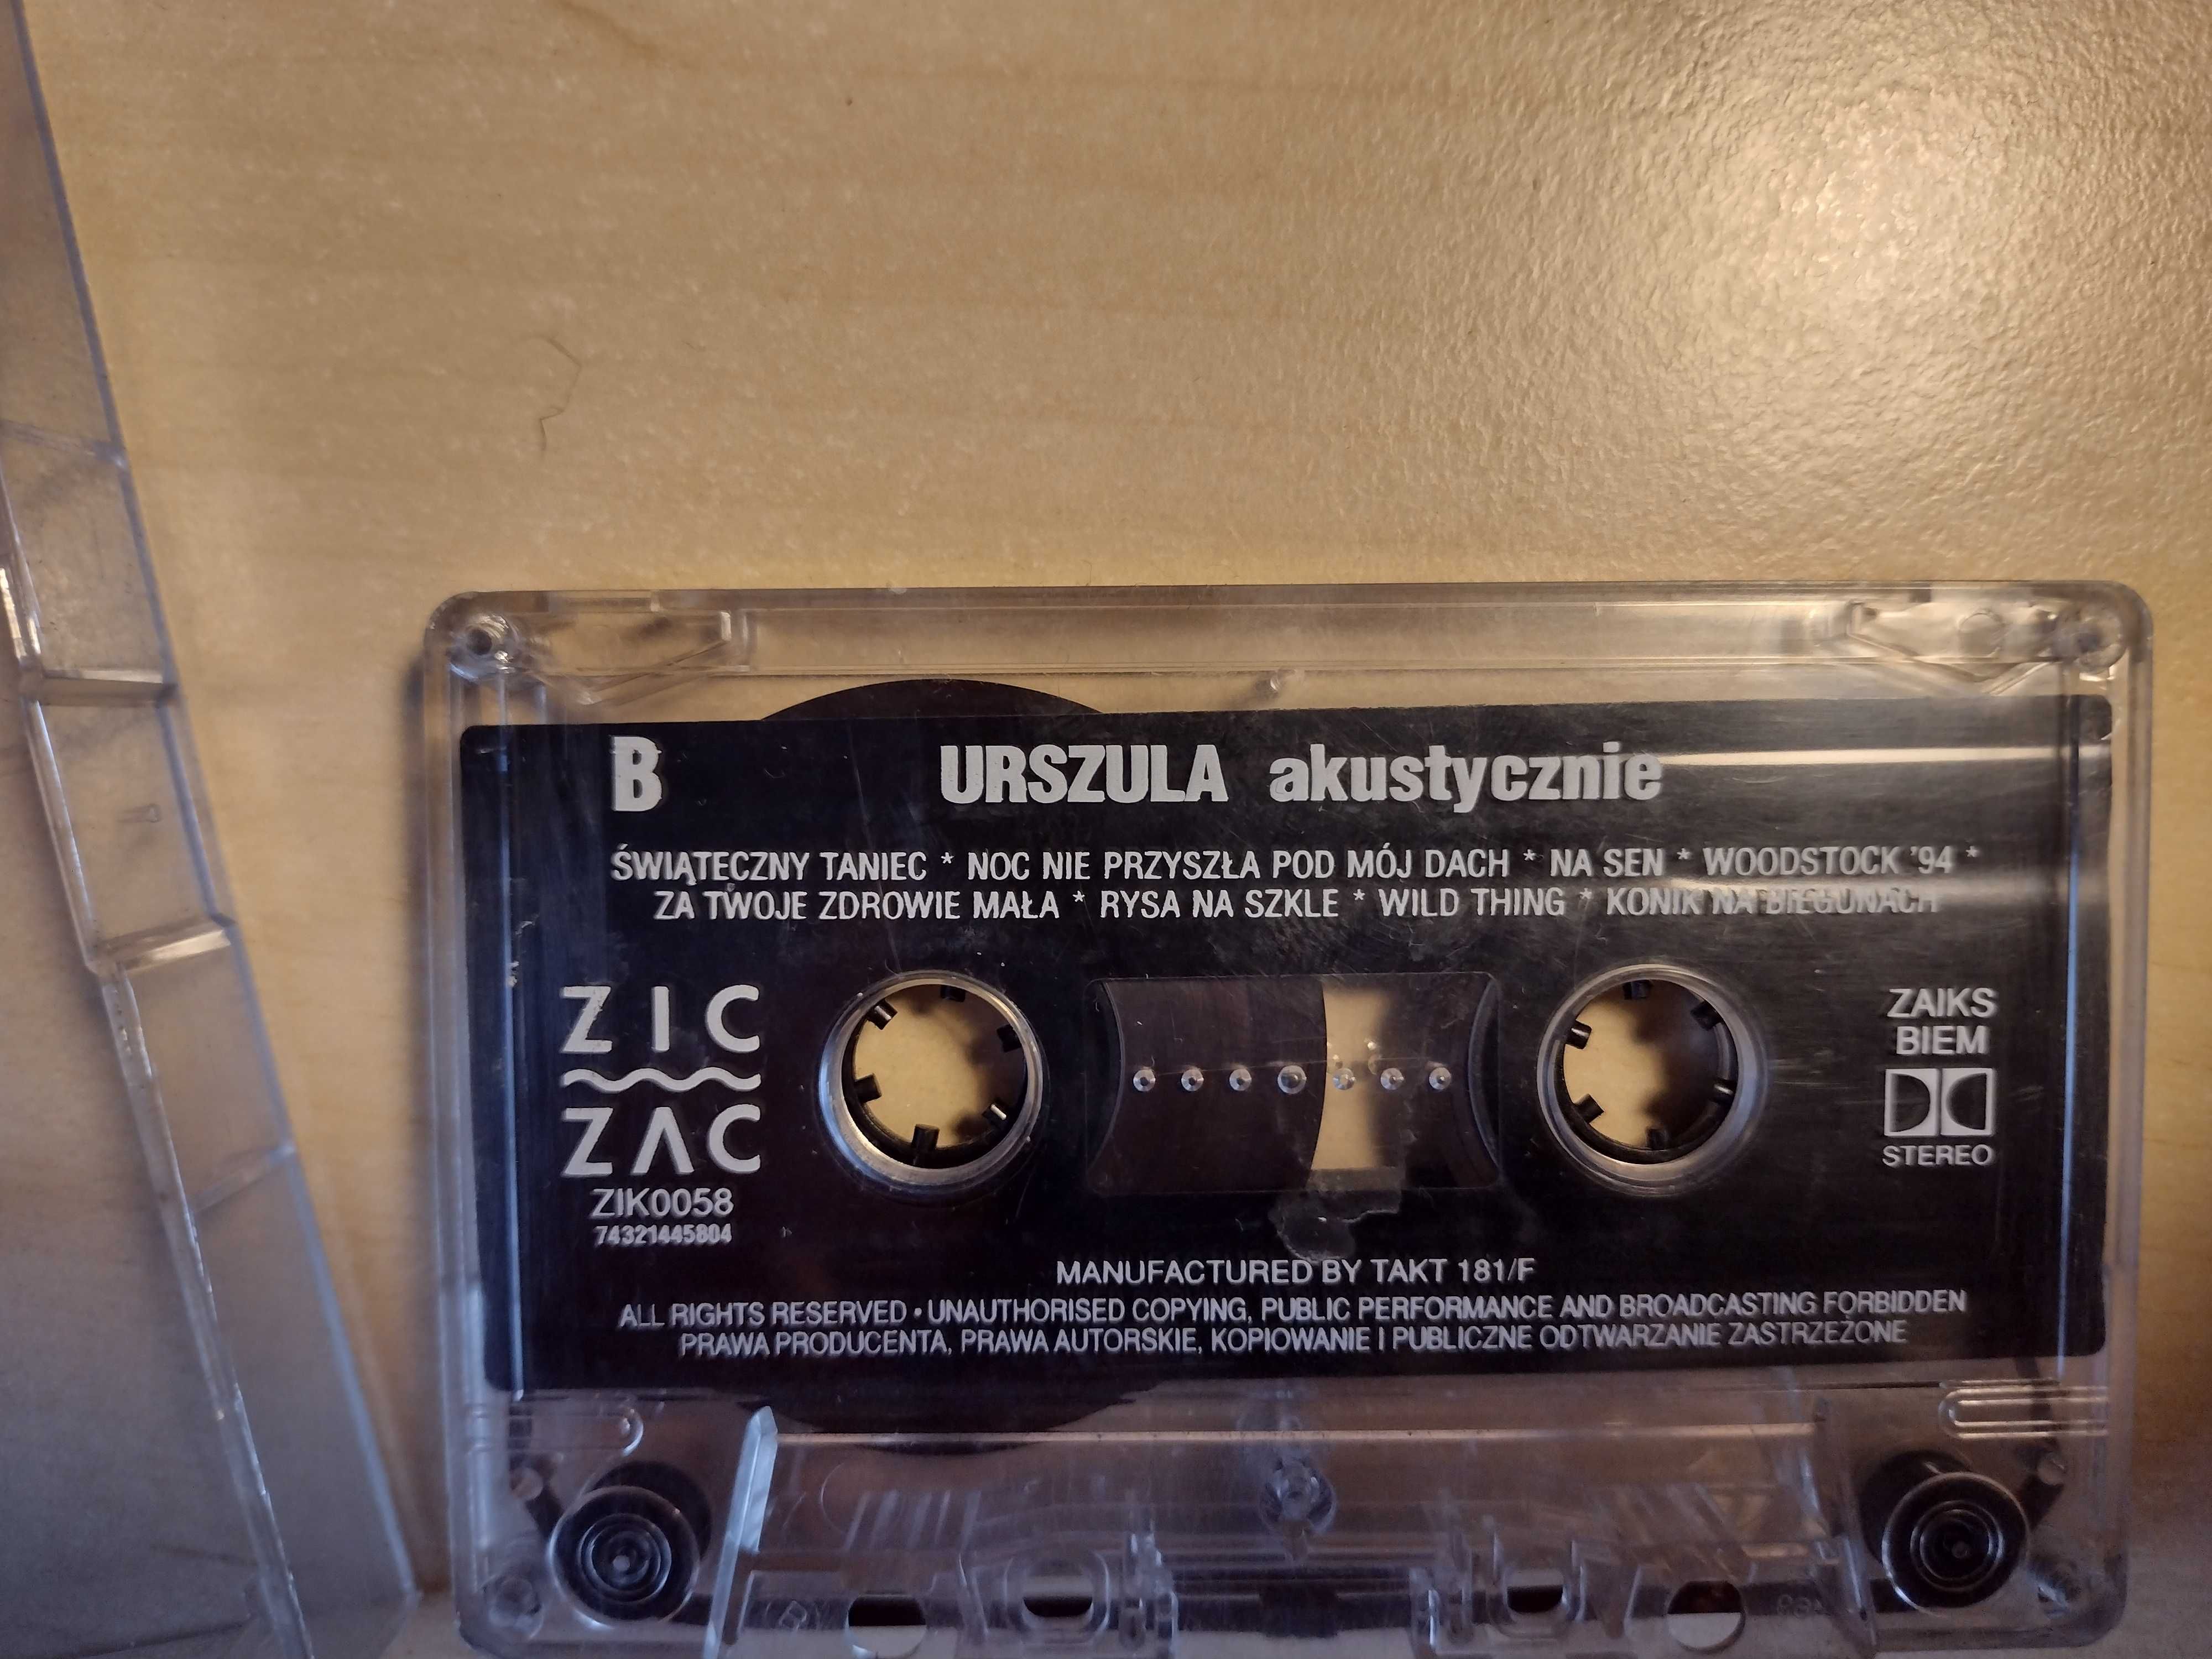 B
URSZULA akustycznie
ŚWIĄTECZNY TANIEC * NOC NIE PRZYSZŁA POD MÓJ DACH * NA SEN * WOODSTOCK '94 *
ZA TWOJE ZDROWIE MAŁA * RYSA NA SZKLE * WILD THING * KONIK NA BIEGUNACH
ZIC
ZAC
ZIK0058
74321445804
ZAIKS
BIEM
STEREO
MANUFACTURED BY TAKT 181/F
ALL RIGHTS RESERVED • UNAUTHORISED COPYING, PUBLIC PERFORMANCE AND BROADCASTING FORBIDDEN
PRAWA PRODUCENTA, PRAWA AUTORSKIE, KOPIOWANIE I PUBLICZNE ODTWARZANIE ZASTRZEŻONE